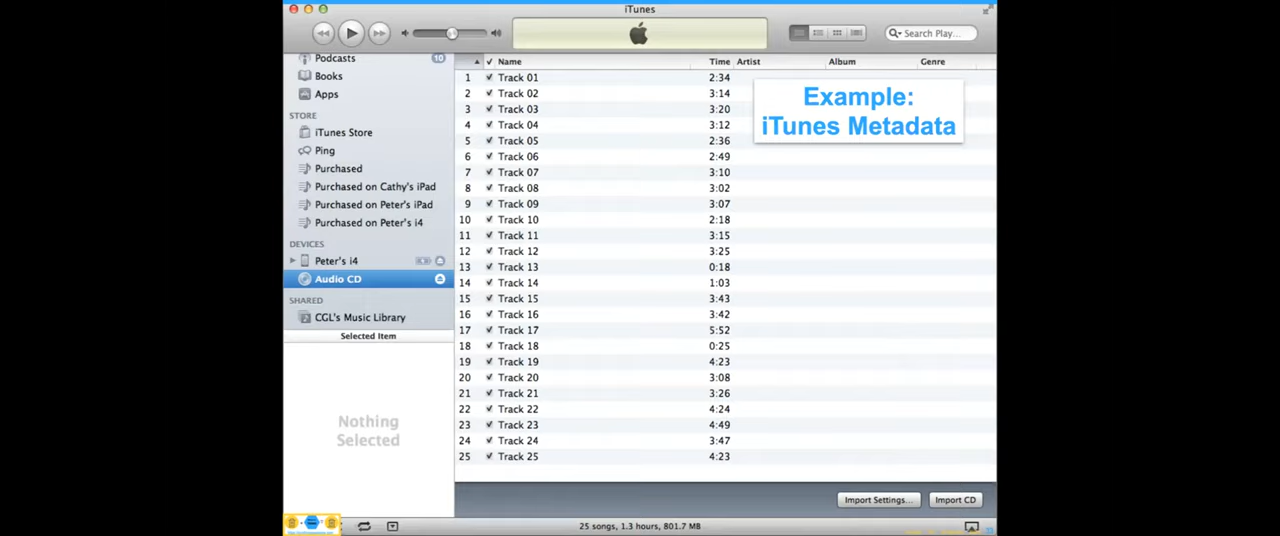 iTunes
Search Play...
Podcasts 10
Books
Apps
STORE
iTunes Store
Ping
Purchased
Purchased on Cathy's iPad
Purchased on Peter's iPad
Purchased on Peter's i4
DEVICES
Peter's i4
Audio CD
SHARED
CGL's Music Library
Selected Item
Nothing
Selected
Name Time Artist Album Genre
1 Track 01 2:34
2 Track 02 3:14
3 Track 03 3:20
4 Track 04 3:12
5 Track 05 2:36
6 Track 06 2:49
7 Track 07 3:10
8 Track 08 3:02
9 Track 09 3:07
10 Track 10 2:18
11 Track 11 3:15
12 Track 12 3:25
13 Track 13 0:18
14 Track 14 1:03
15 Track 15 3:43
16 Track 16 3:42
17 Track 17 5:52
18 Track 18 0:25
19 Track 19 4:23
20 Track 20 3:08
21 Track 21 3:26
22 Track 22 4:24
23 Track 23 4:49
24 Track 24 3:47
25 Track 25 4:23
Example:
iTunes Metadata
Import Settings... Import CD
25 songs, 1.3 hours, 801.7 MB